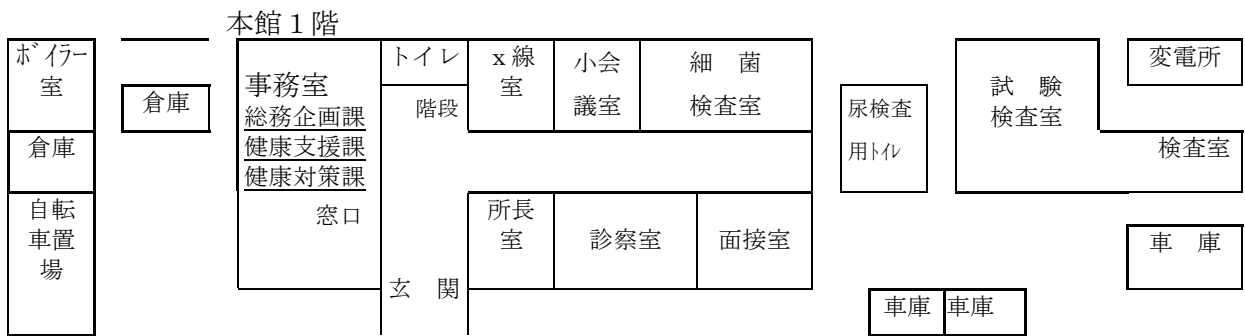 本館１階
ﾎﾞｲﾗｰ
室
倉庫
自転
車置
場
倉庫
事務室
総務企画課
健康支援課
健康対策課
窓口
トイレ
階段
玄　関
ｘ線
室
小会
議室
細　菌
検査室
所長
室
診察室
面接室
尿検査
用ﾄｲﾚ
試　験
検査室
変電所
検査室
車　庫
車庫
車庫